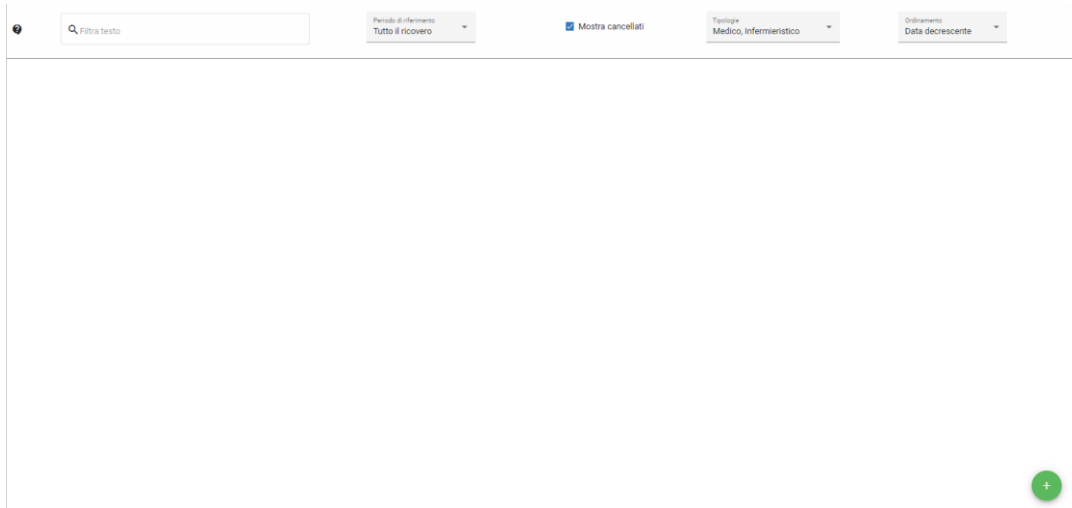 Filtra testo
Periodo di riferimento
Tutto il ricovero
Mostra cancellati
Tipologie
Medico, Infermieristico
Ordinamento
Data decrescente
+